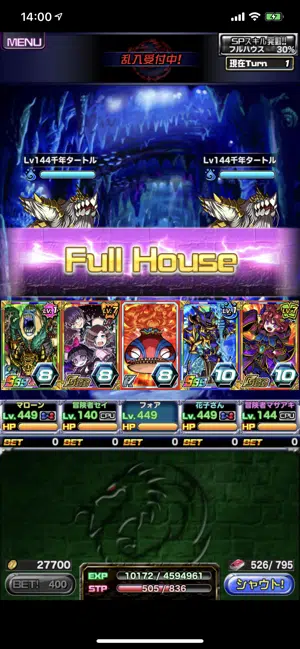 14:00
MENU
乱入受付中!
SPスキル発動!!
フルハウス 30%
現在Turn 1
Lv144千年タートル
Lv144千年タートル
Full House
8 8 8 10 10
マローン 冒険者セイ フォア 花子さん 冒険者マサアキ
Lv.449 Lv.140 CPU Lv.449 Lv.449 Lv.144 CPU
HP HP HP HP HP
BET 0 BET 0 BET 0 BET 0 BET 0
27700
526/795
BET! 400
EXP 10172 / 4594961
STP 505 / 836
シャウト!